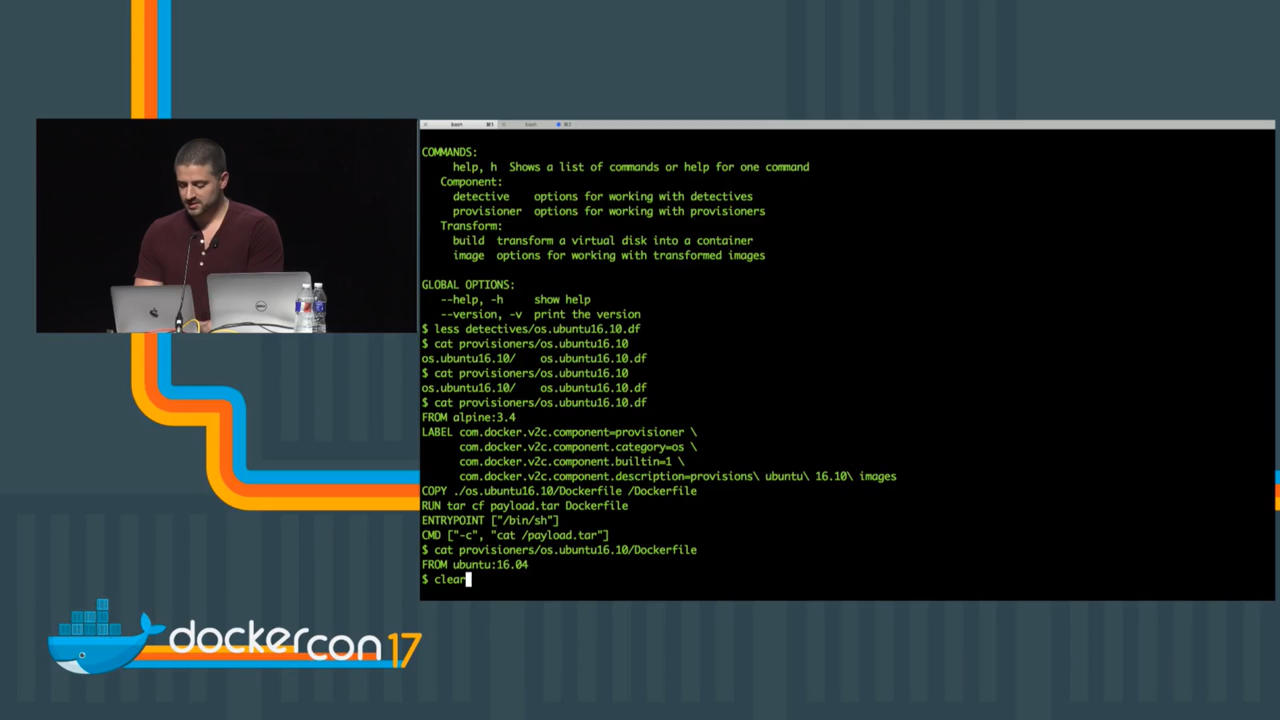 bash ⌘1 bash ⌘2
COMMANDS:
help, h Shows a list of commands or help for one command
Component:
detective options for working with detectives
provisioner options for working with provisioners
Transform:
build transform a virtual disk into a container
image options for working with transformed images
GLOBAL OPTIONS:
--help, -h show help
--version, -v print the version
$ less detectives/os.ubuntu16.10.df
$ cat provisioners/os.ubuntu16.10
os.ubuntu16.10/ os.ubuntu16.10.df
$ cat provisioners/os.ubuntu16.10
os.ubuntu16.10/ os.ubuntu16.10.df
$ cat provisioners/os.ubuntu16.10.df
FROM alpine:3.4
LABEL com.docker.v2c.component=provisioner \
com.docker.v2c.component.category=os \
com.docker.v2c.component.builtin=1 \
com.docker.v2c.component.description=provisions\ ubuntu\ 16.10\ images
COPY ./os.ubuntu16.10/Dockerfile /Dockerfile
RUN tar cf payload.tar Dockerfile
ENTRYPOINT ["/bin/sh"]
CMD ["-c", "cat /payload.tar"]
$ cat provisioners/os.ubuntu16.10/Dockerfile
FROM ubuntu:16.04
$ clear
dockercon 17